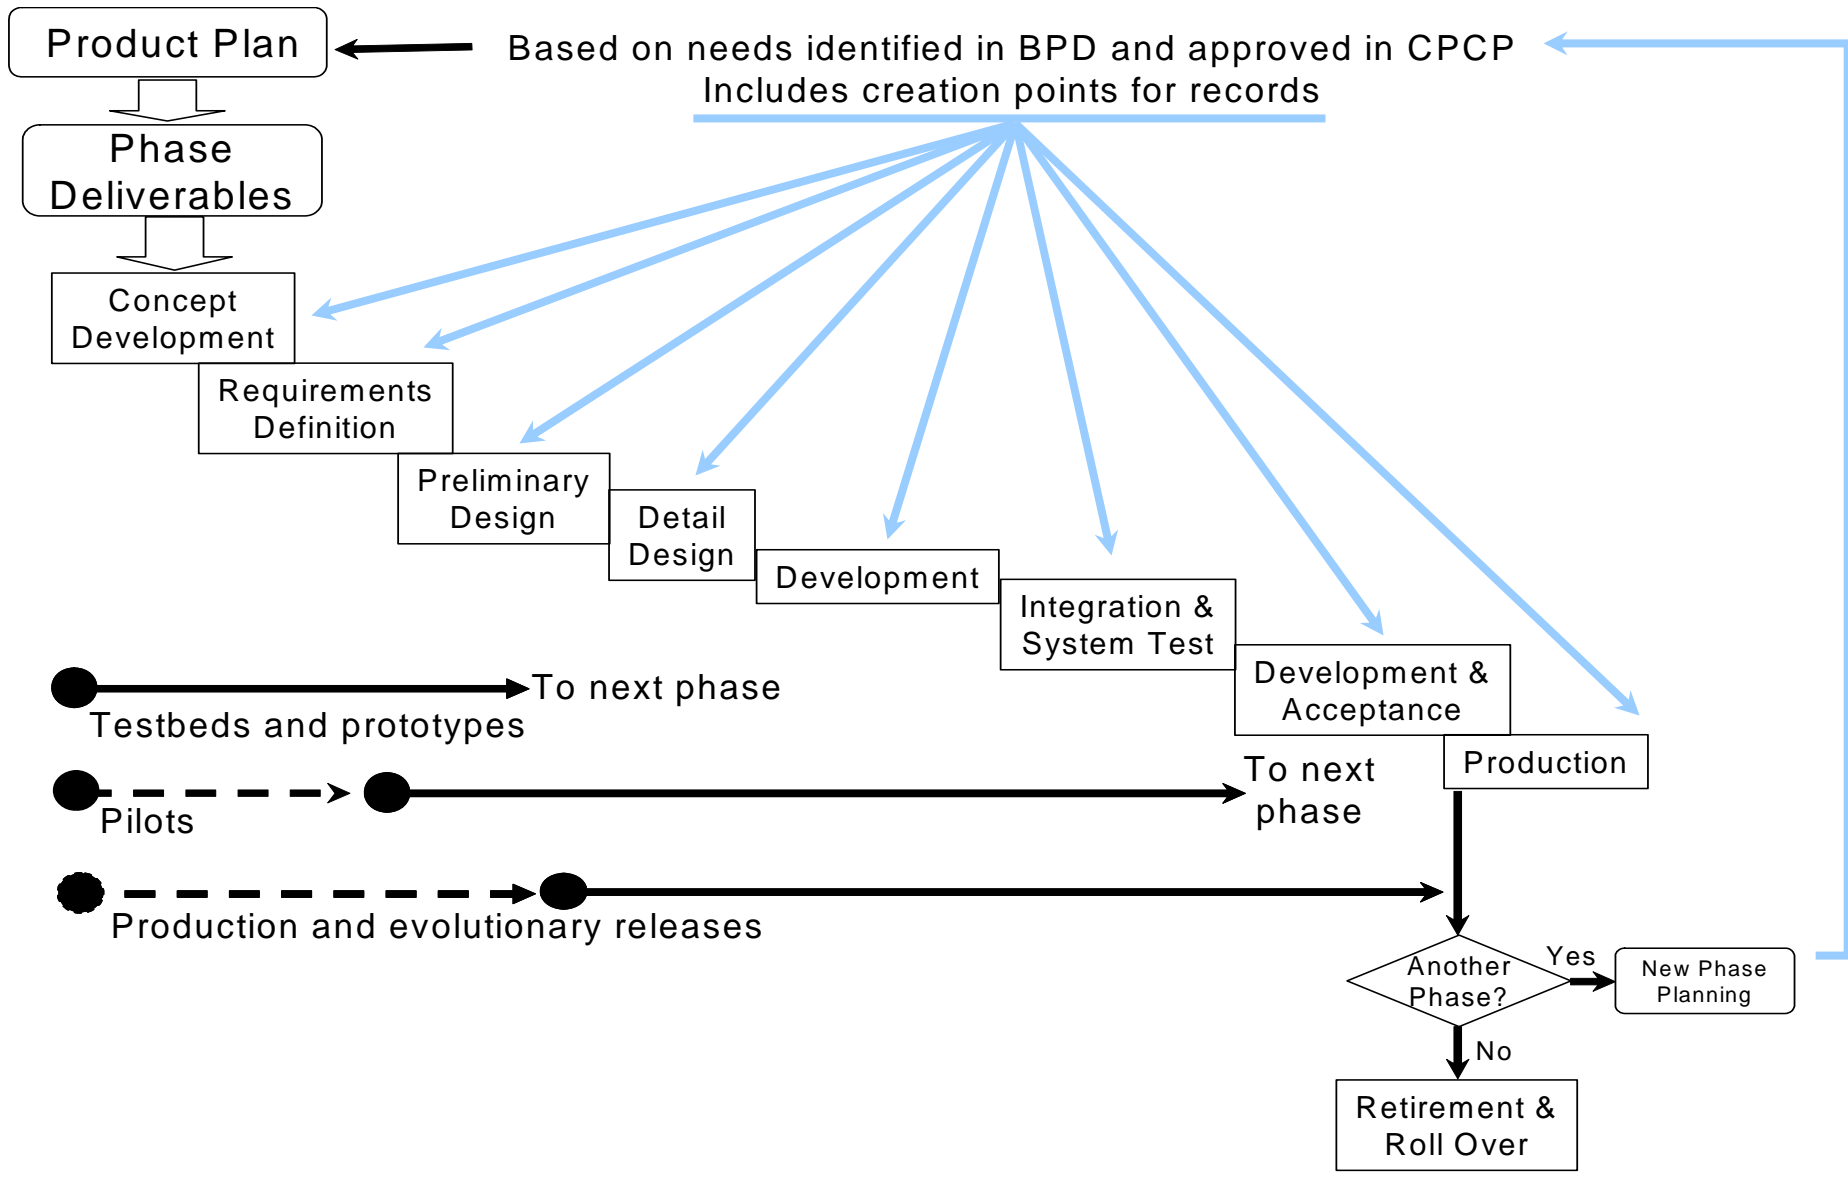 Product Plan
Based on needs identified in BPD and approved in CPCP
Includes creation points for records
Phase
Deliverables
Concept
Development
Requirements
Definition
Preliminary
Design
Detail
Design
Development
Integration &
System Test
Development &
Acceptance
Production
To next phase
Testbeds and prototypes
To next
phase
Pilots
Production and evolutionary releases
Another
Phase?
Yes
New Phase
Planning
No
Retirement &
Roll Over